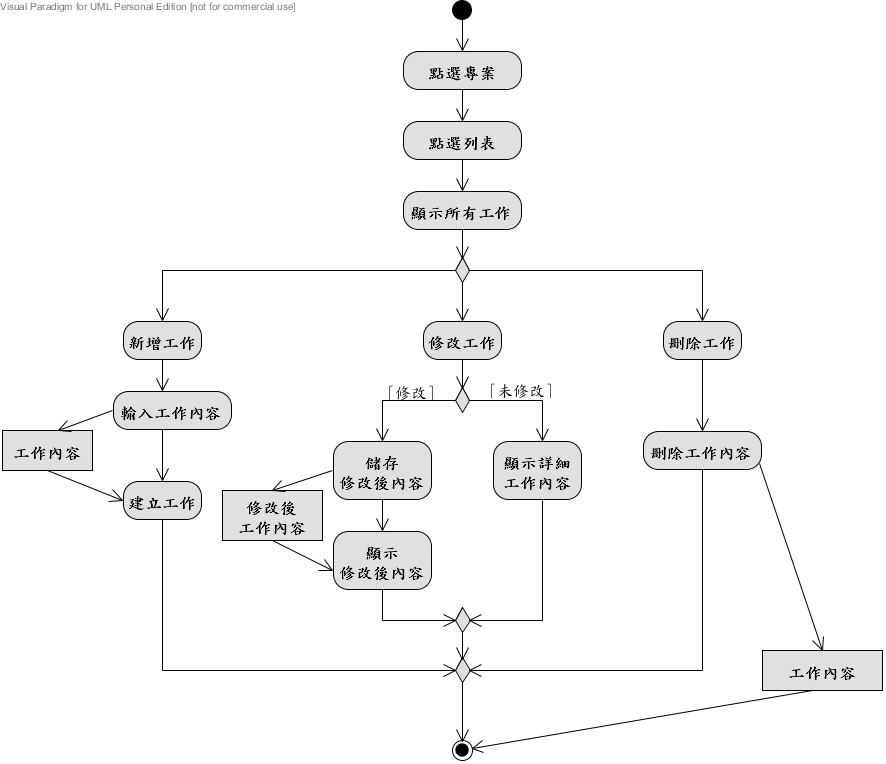 Visual Paradigm for UML Personal Edition [not for commercial use]
點選專案
點選列表
顯示所有工作
新增工作
修改工作
刪除工作
[修改]
[未修改]
輸入工作內容
工作內容
建立工作
儲存
修改後內容
修改後
工作內容
顯示
修改後內容
顯示詳細
工作內容
刪除工作內容
工作內容